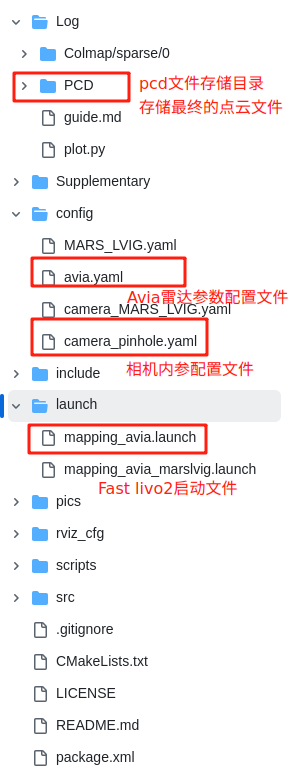 Log
Colmap/sparse/0
PCD
pcd文件存储目录
存储最终的点云文件
guide.md
plot.py
Supplementary
config
MARS_LVIG.yaml
avia.yaml
Avia雷达参数配置文件
camera_MARS_LVIG.yaml
camera_pinhole.yaml
相机内参配置文件
include
launch
mapping_avia.launch
mapping_avia_marslvig.launch
Fast livo2启动文件
pics
rviz_cfg
scripts
src
.gitignore
CMakeLists.txt
LICENSE
README.md
package.xml